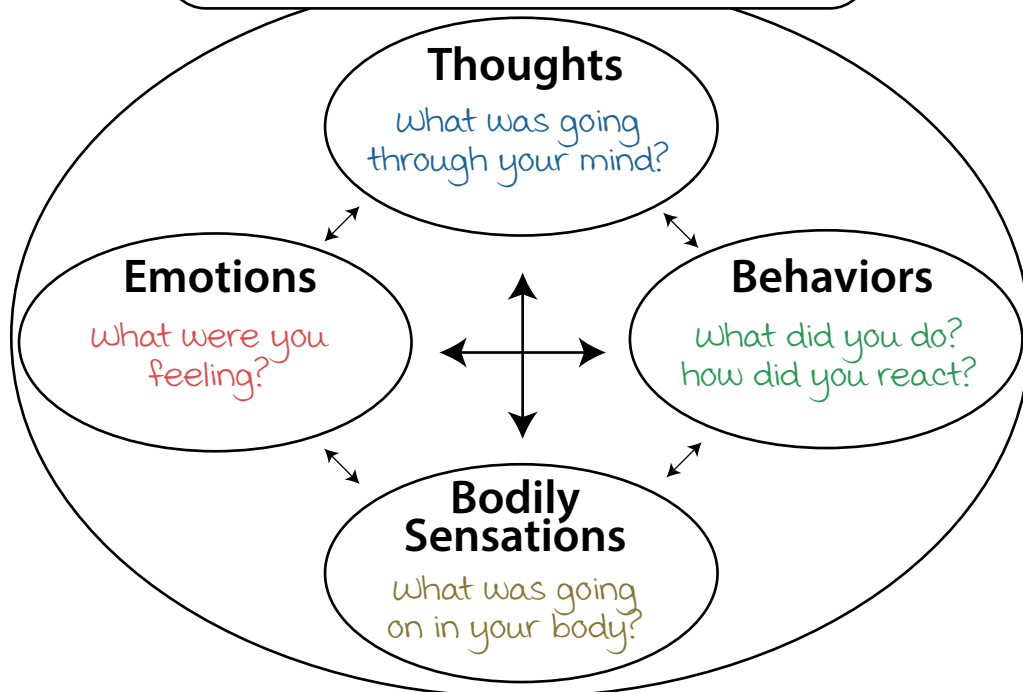 Thoughts
What was going
through your mind?
Emotions
What were you
feeling?
Behaviors
What did you do?
how did you react?
Bodily
Sensations
What was going
on in your body?